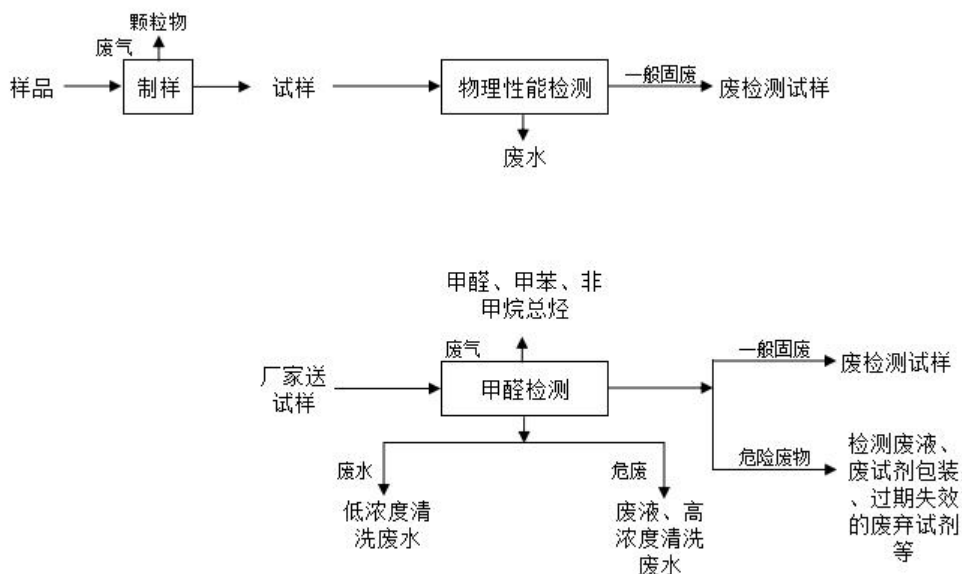 颗粒物
废气
样品
制样
试样
物理性能检测
一般固废
废检测试样
废水
甲醛、甲苯、非
甲烷总烃
废气
厂家送
试样
甲醛检测
一般固废
废检测试样
危险废物
检测废液、
废试剂包装
、过期失效
的废弃试剂
等
废水
低浓度清
洗废水
危废
废液、高
浓度清洗
废水